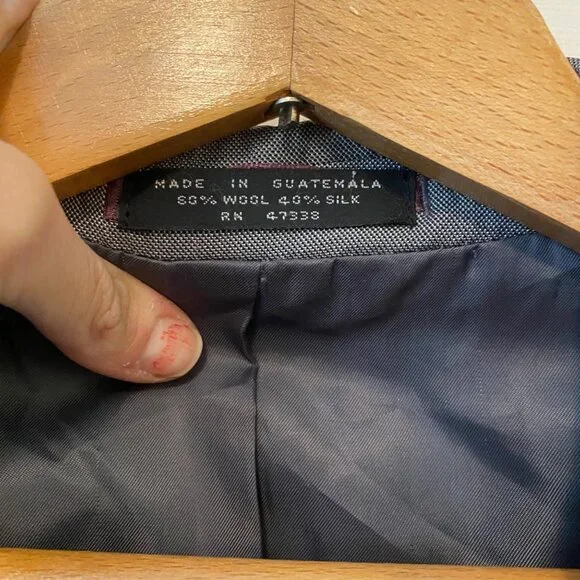 MADE IN GUATEMALA
60% WOOL 40% SILK
RN 47338